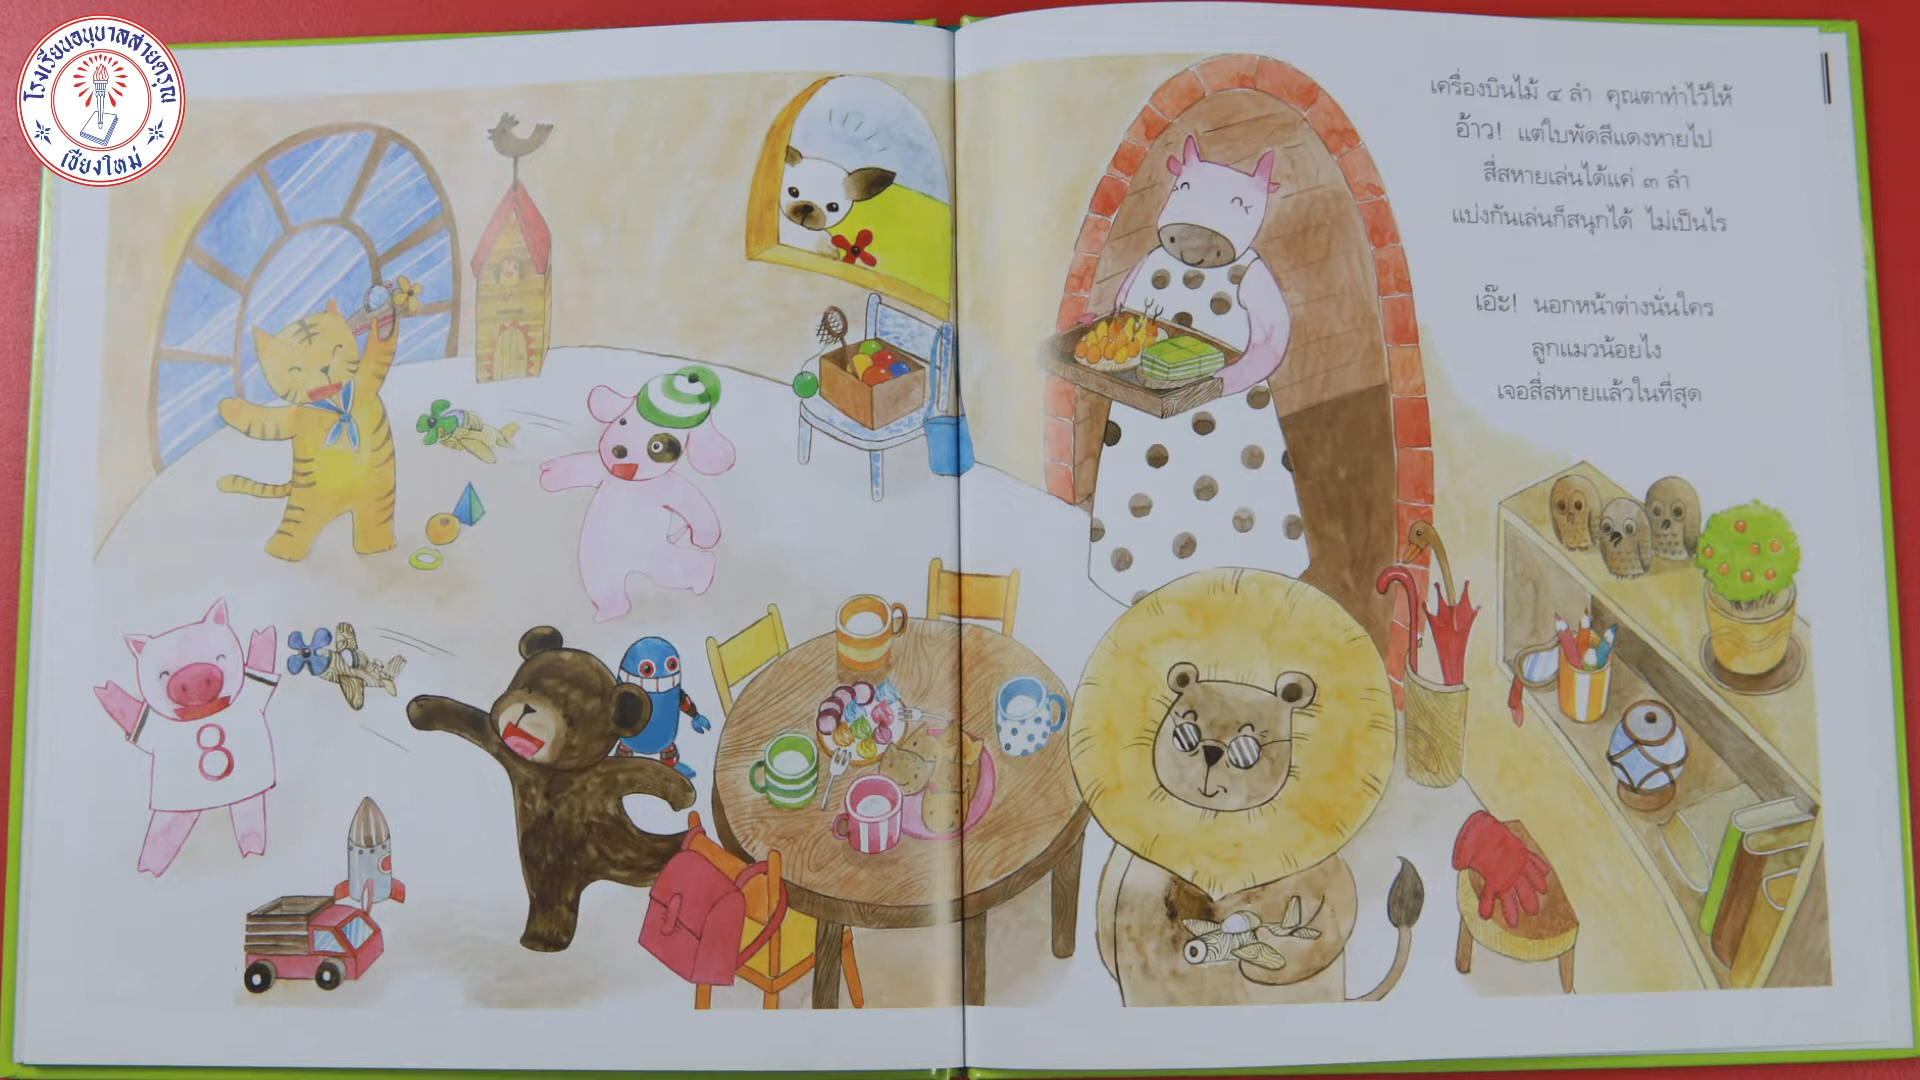 โรงเรียนอนุบาลสายอรุณ
เชียงใหม่
เครื่องบินไม้ ๔ ลำ คุณตาทำไว้ให้
อ้าว! แต่ใบพัดสีแดงหายไป
สี่สหายเล่นได้แค่ ๓ ลำ
แบ่งกันเล่นก็สนุกได้ ไม่เป็นไร
เอ๊ะ! นอกหน้าต่างนั่นใคร
ลูกแมวน้อยไง
เจอสี่สหายแล้วในที่สุด
8